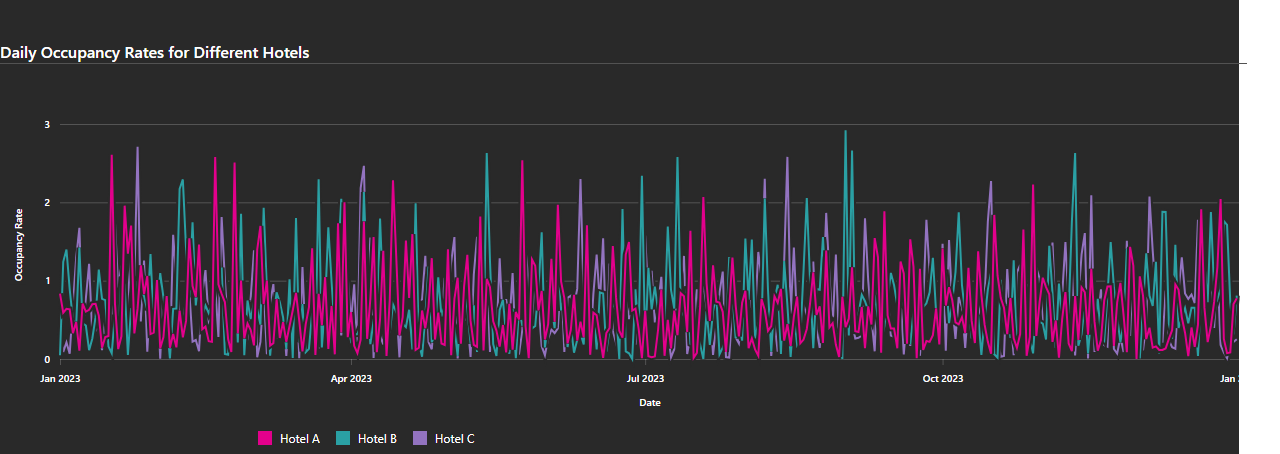 Daily Occupancy Rates for Different Hotels
3
2
1
0
Occupancy Rate
Jan 2023
Apr 2023
Jul 2023
Oct 2023
Jan
Date
Hotel A
Hotel B
Hotel C